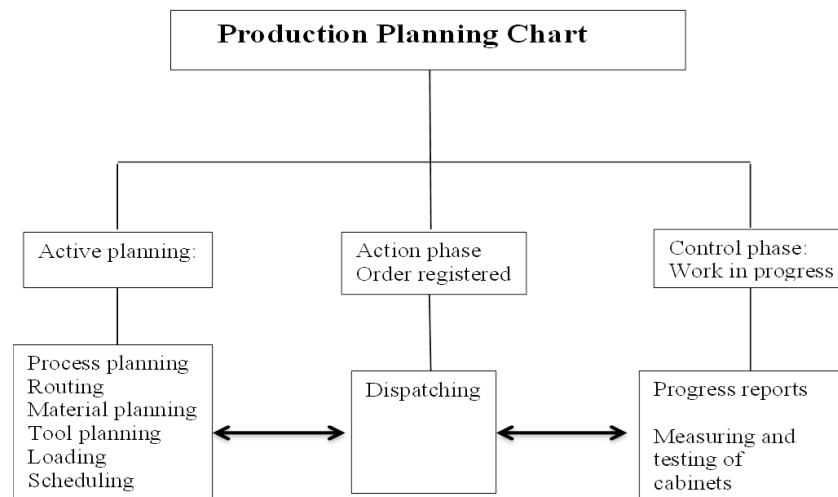 Production Planning Chart
Active planning:
Action phase
Order registered
Control phase:
Work in progress
Process planning
Routing
Material planning
Tool planning
Loading
Scheduling
Dispatching
Progress reports
Measuring and
testing of
cabinets